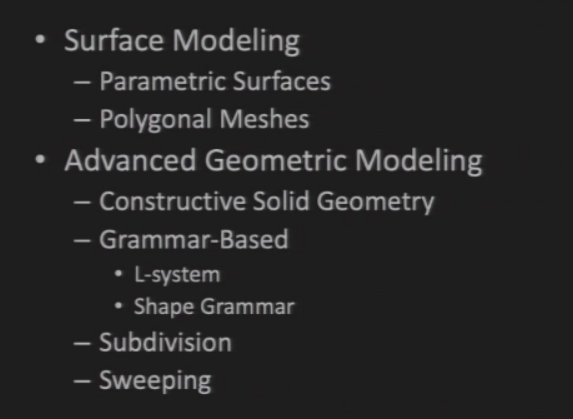 • Surface Modeling
– Parametric Surfaces
– Polygonal Meshes
• Advanced Geometric Modeling
– Constructive Solid Geometry
– Grammar-Based
• L-system
• Shape Grammar
– Subdivision
– Sweeping